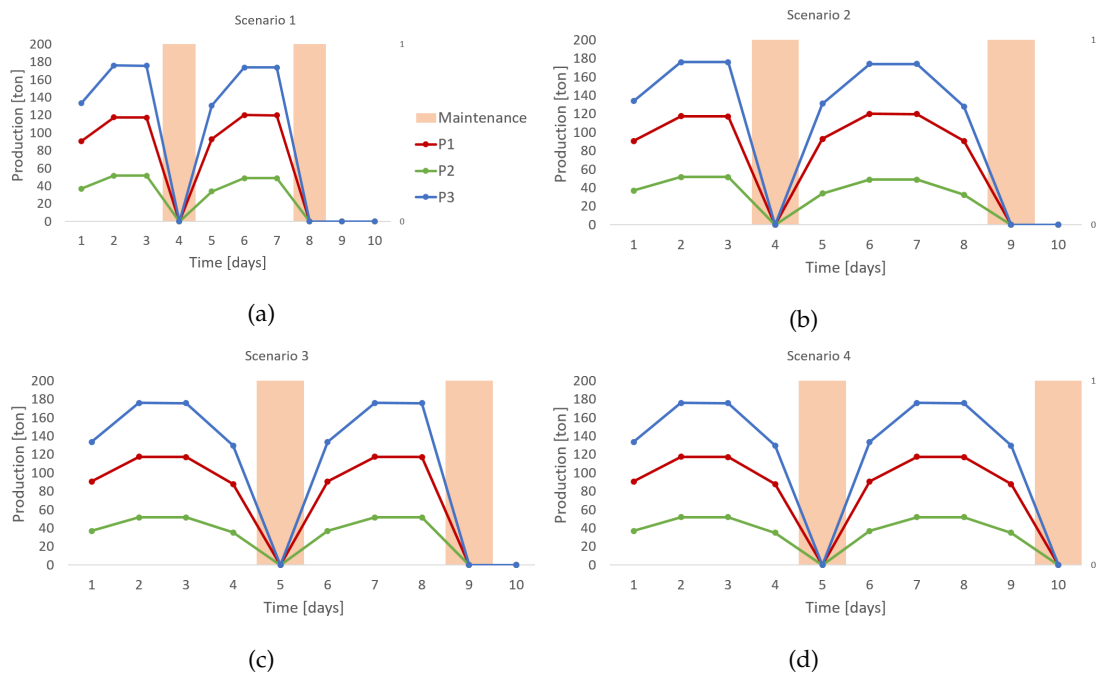 Scenario 1
Production [ton]
200
180
160
140
120
100
80
60
40
20
0
1
0
1 2 3 4 5 6 7 8 9 10
Time [days]
Maintenance
P1
P2
P3
(a)
Scenario 2
Production [ton]
200
180
160
140
120
100
80
60
40
20
0
1
0
1 2 3 4 5 6 7 8 9 10
Time [days]
(b)
Scenario 3
Production [ton]
200
180
160
140
120
100
80
60
40
20
0
1 2 3 4 5 6 7 8 9 10
Time [days]
(c)
Scenario 4
Production [ton]
200
180
160
140
120
100
80
60
40
20
0
1
0
1 2 3 4 5 6 7 8 9 10
Time [days]
(d)